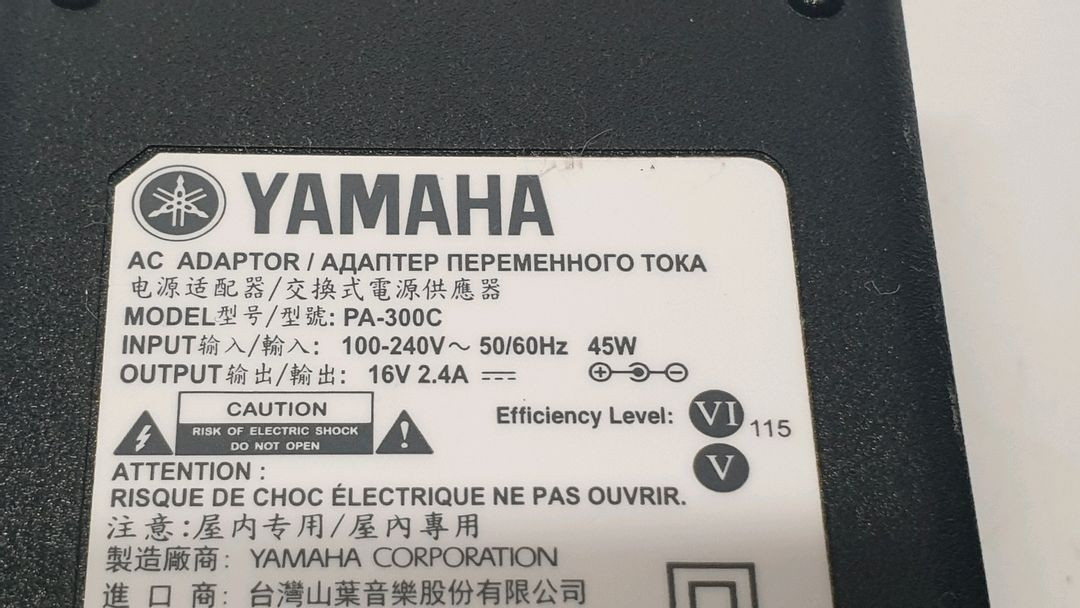 YAMAHA
AC ADAPTOR / АДАПТЕР ПЕРЕМЕННОГО ТОКА
电源适配器/交換式電源供應器
MODEL型号/型號: PA-300C
INPUT输入/輸入: 100-240V~ 50/60Hz 45W
OUTPUT输出/輸出: 16V 2.4A
CAUTION
RISK OF ELECTRIC SHOCK
DO NOT OPEN
Efficiency Level: VI 115
V
ATTENTION :
RISQUE DE CHOC ÉLECTRIQUE NE PAS OUVRIR.
注意:屋内专用/屋內專用
製造廠商: YAMAHA CORPORATION
進口商: 台灣山葉音樂股份有限公司